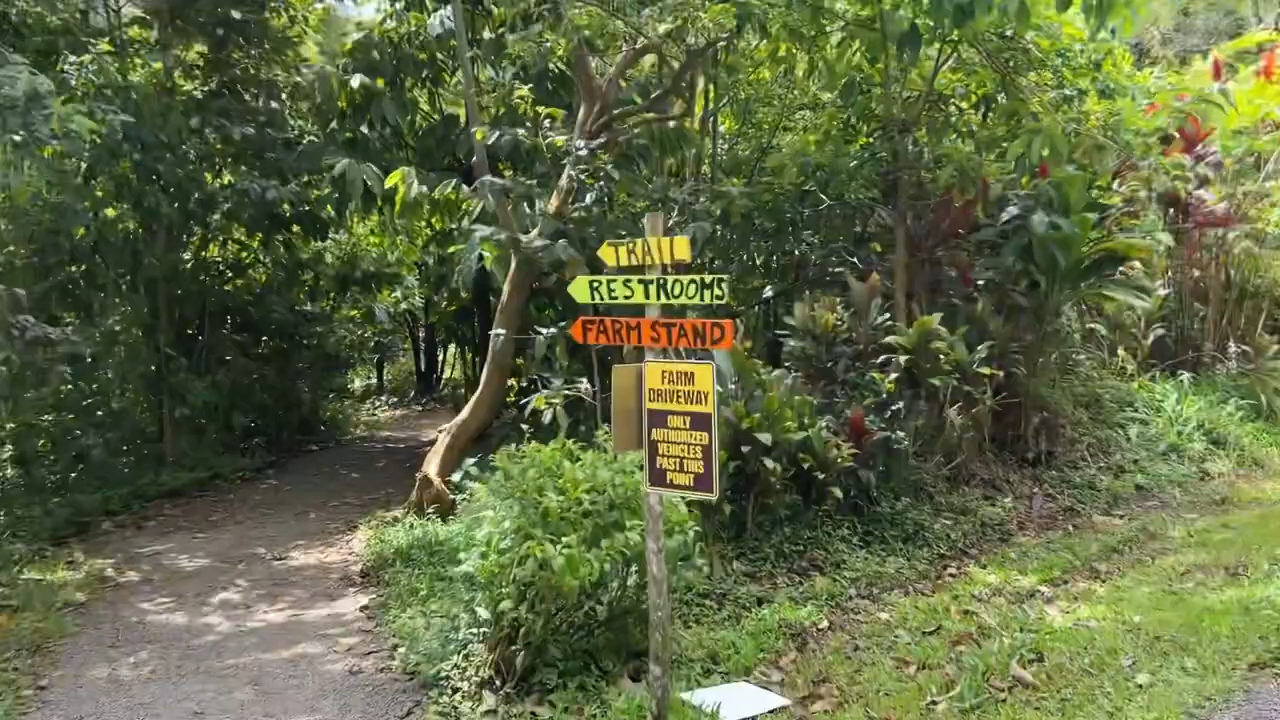 TRAIL
RESTROOMS
FARM STAND
FARM
DRIVEWAY
ONLY
AUTHORIZED
VEHICLES
PAST THIS
POINT